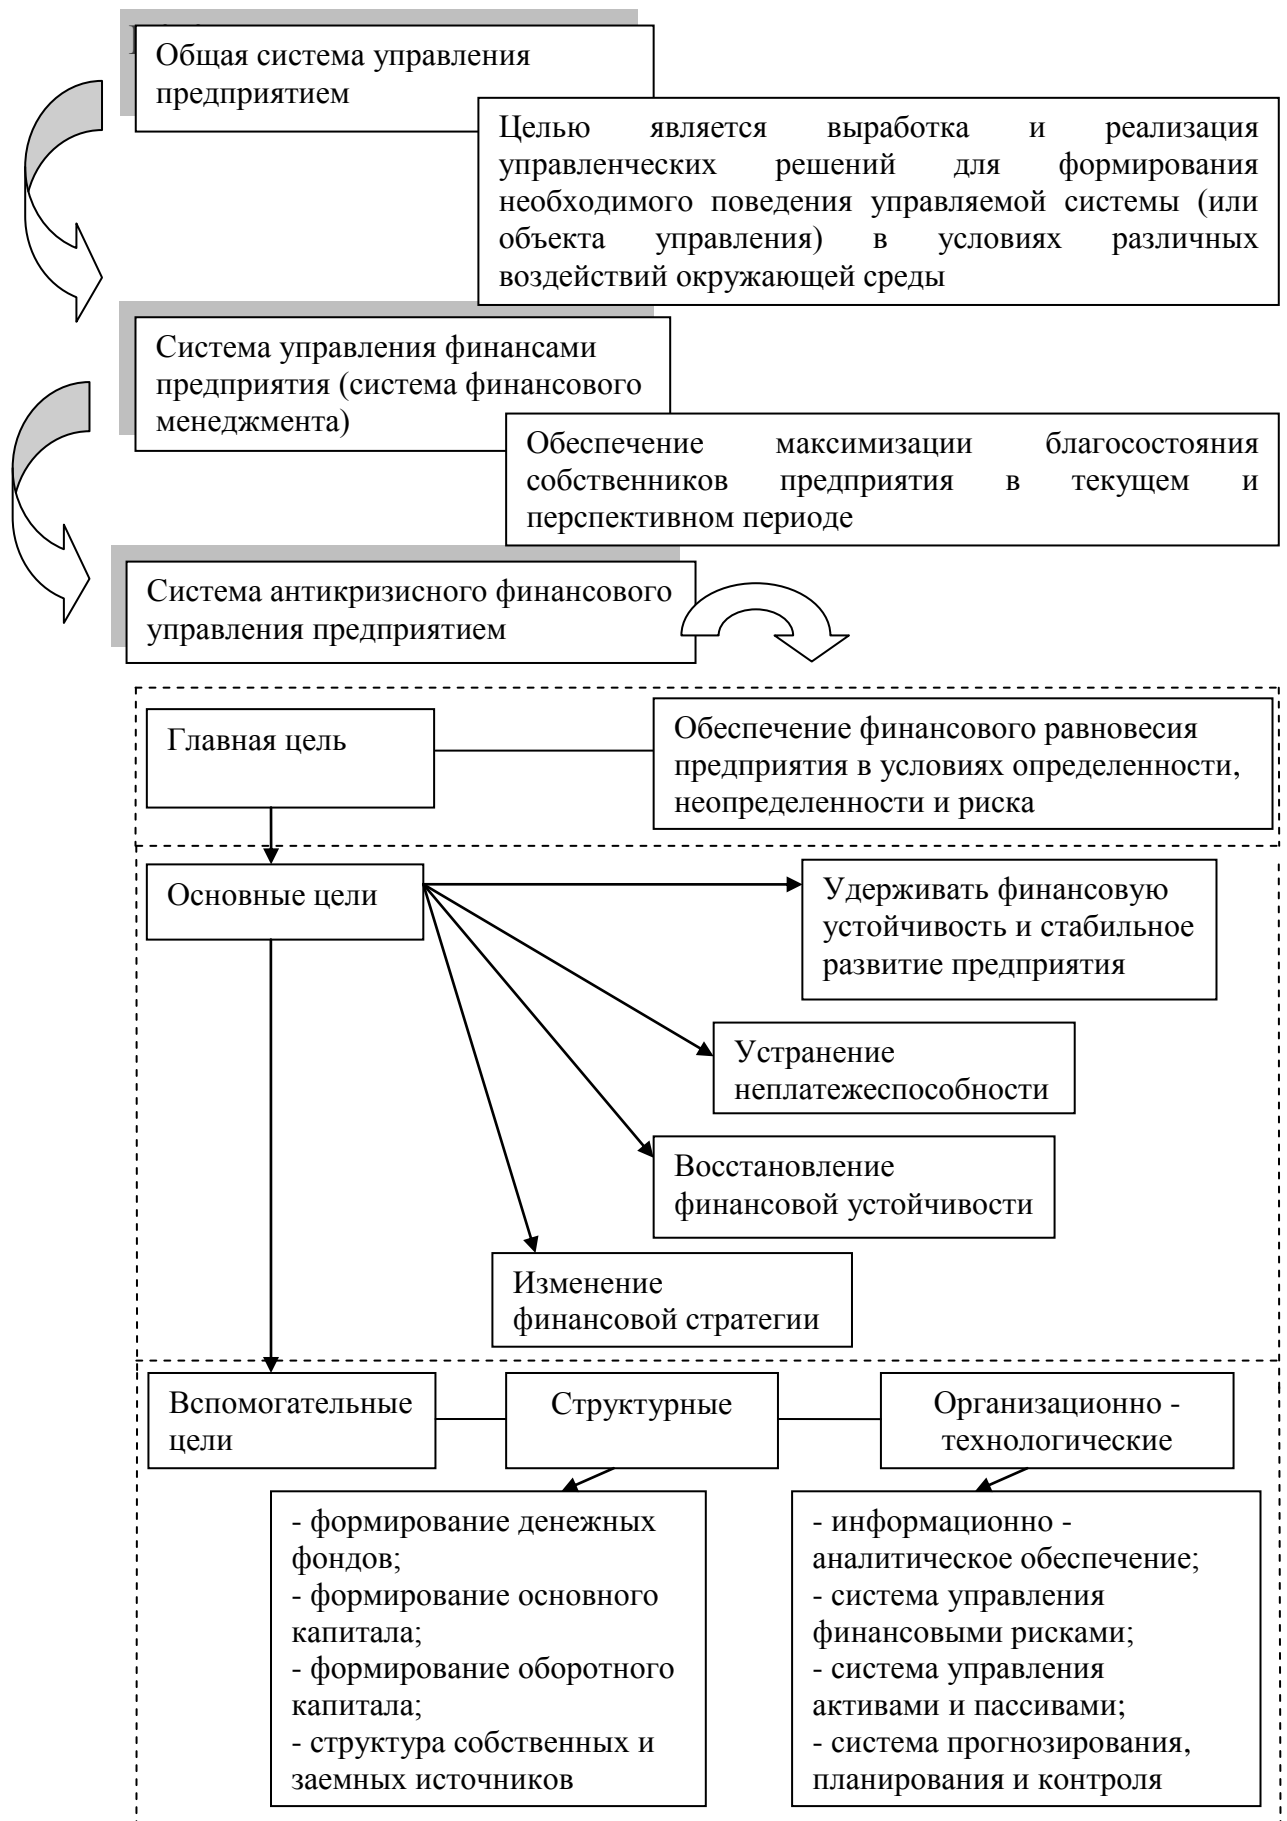 Общая система управления
предприятием
Целью является выработка и реализация
управленческих решений для формирования
необходимого поведения управляемой системы (или
объекта управления) в условиях различных
воздействий окружающей среды
Система управления финансами
предприятия (система финансового
менеджмента)
Обеспечение максимизации благосостояния
собственников предприятия в текущем и
перспективном периоде
Система антикризисного финансового
управления предприятием
Главная цель
Обеспечение финансового равновесия
предприятия в условиях определенности,
неопределенности и риска
Основные цели
Удерживать финансовую
устойчивость и стабильное
развитие предприятия
Устранение
неплатежеспособности
Восстановление
финансовой устойчивости
Изменение
финансовой стратегии
Вспомогательные
цели
Структурные
Организационно -
технологические
- формирование денежных
фондов;
- формирование основного
капитала;
- формирование оборотного
капитала;
- структура собственных и
заемных источников
- информационно -
аналитическое обеспечение;
- система управления
финансовыми рисками;
- система управления
активами и пассивами;
- система прогнозирования,
планирования и контроля